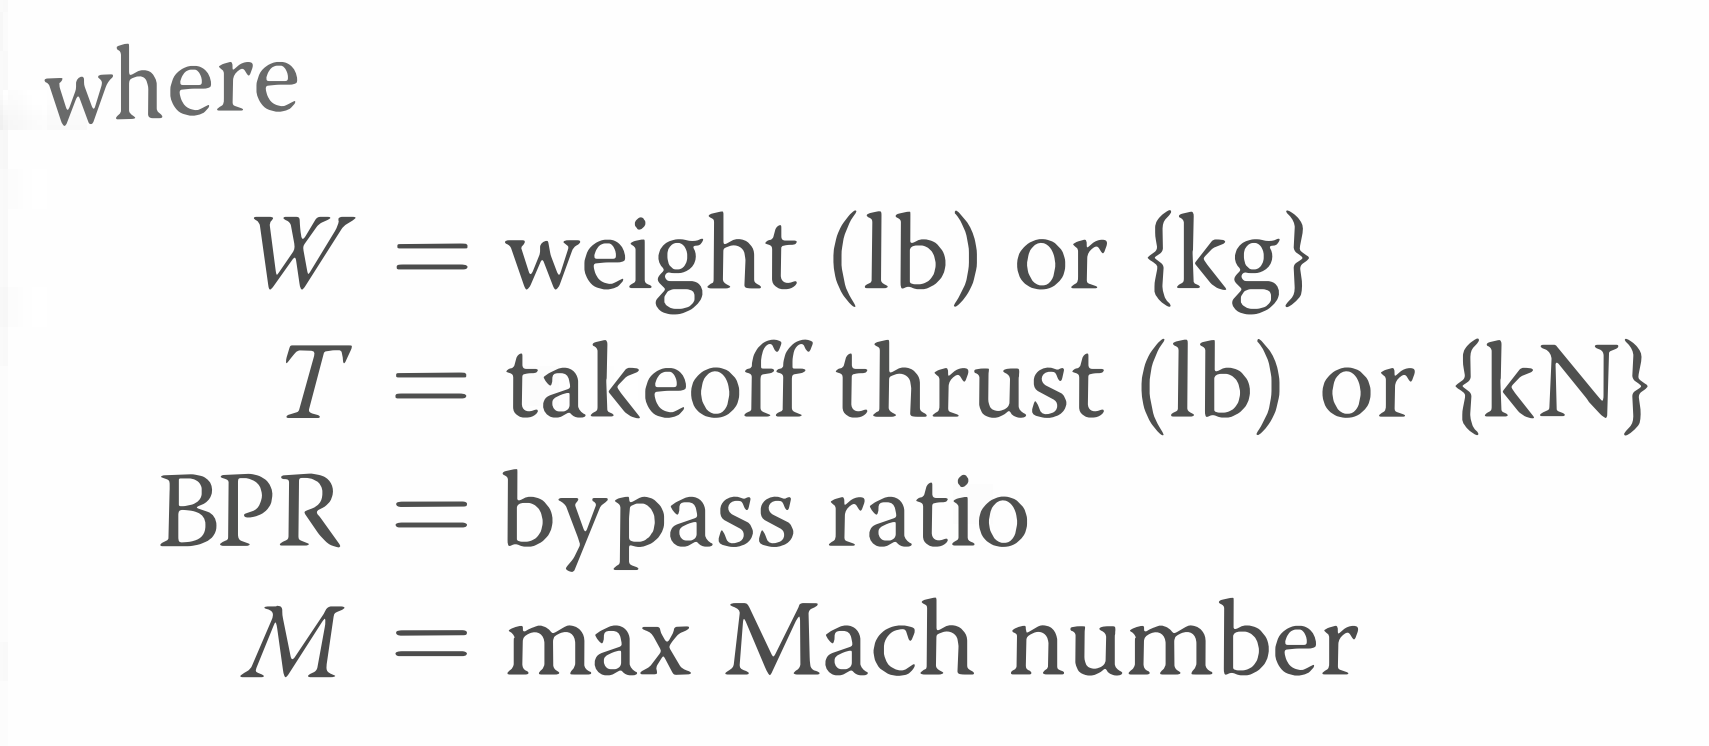 where
W = weight (lb) or {kg}
T = takeoff thrust (lb) or {kN}
BPR = bypass ratio
M = max Mach number